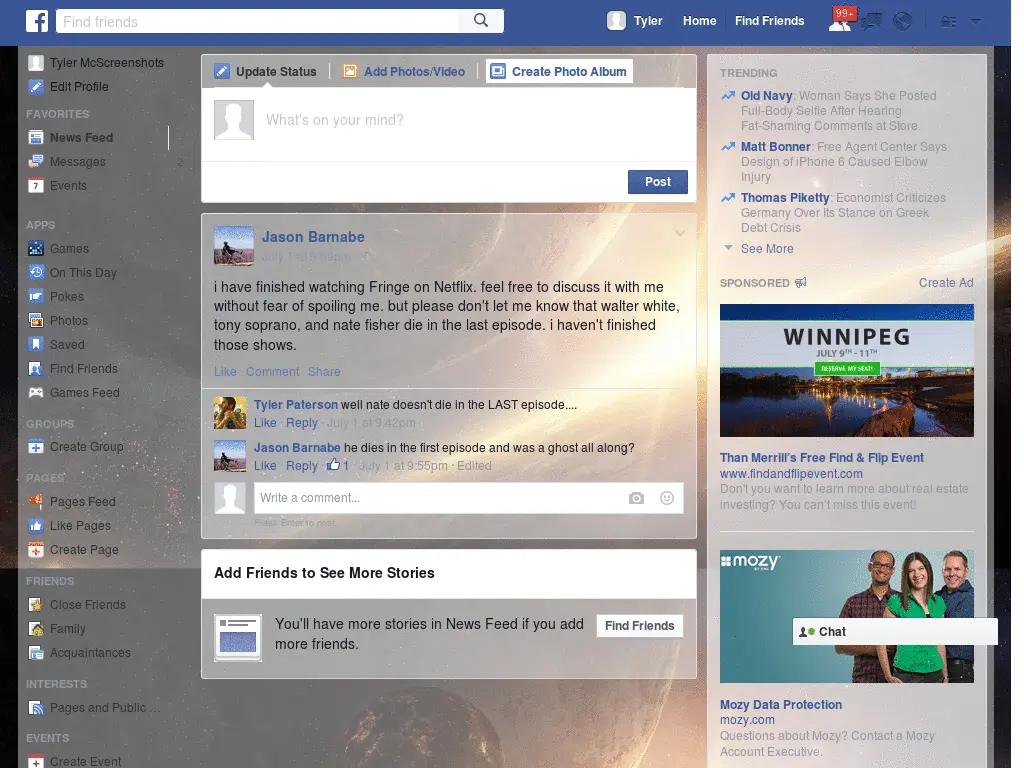 Find friends
Tyler
Home
Find Friends
99+
Tyler McScreenshots
Edit Profile
FAVORITES
News Feed
Messages
2
Events
7
APPS
Games
On This Day
Pokes
Photos
Saved
Find Friends
Games Feed
GROUPS
Create Group
PAGES
Pages Feed
Like Pages
Create Page
FRIENDS
Close Friends
Family
Acquaintances
INTERESTS
Pages and Public ...
EVENTS
Create Event
Update Status
Add Photos/Video
Create Photo Album
What's on your mind?
Post
Jason Barnabe
July 1 at 9:39pm
i have finished watching Fringe on Netflix. feel free to discuss it with me
without fear of spoiling me. but please don't let me know that walter white,
tony soprano, and nate fisher die in the last episode. i haven't finished
those shows.
Like Comment Share
Tyler Paterson well nate doesn't die in the LAST episode....
Like · Reply · July 1 at 9:42pm
Jason Barnabe he dies in the first episode and was a ghost all along?
Like · Reply · 1 · July 1 at 9:55pm · Edited
Write a comment...
Press Enter to post.
Add Friends to See More Stories
You'll have more stories in News Feed if you add
more friends.
Find Friends
TRENDING
Old Navy: Woman Says She Posted
Full-Body Selfie After Hearing
Fat-Shaming Comments at Store
Matt Bonner: Free Agent Center Says
Design of iPhone 6 Caused Elbow
Injury
Thomas Piketty: Economist Criticizes
Germany Over Its Stance on Greek
Debt Crisis
See More
SPONSORED
Create Ad
WINNIPEG
JULY 9TH - 11TH
RESERVE MY SEAT!
Than Merrill's Free Find & Flip Event
www.findandflipevent.com
Don't you want to learn more about real estate
investing? You can't miss this event!
mozy
BY EMC
Chat
Mozy Data Protection
mozy.com
Questions about Mozy? Contact a Mozy
Account Executive.